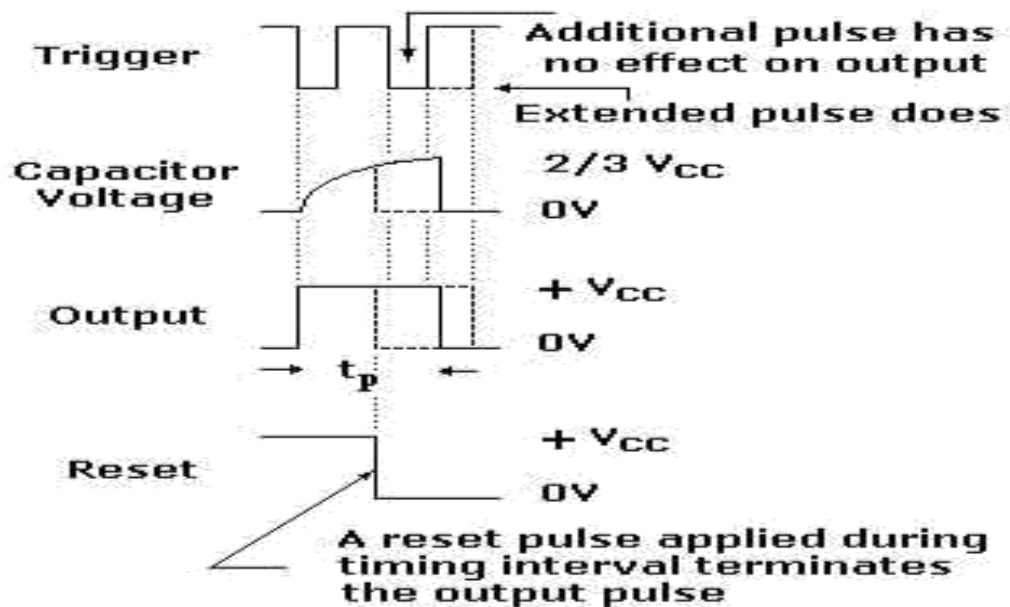 Trigger
Additional pulse has
no effect on output
Extended pulse does
Capacitor
Voltage
2/3 VCC
0V
Output
+ VCC
0V
tp
Reset
+ VCC
0V
A reset pulse applied during
timing interval terminates
the output pulse